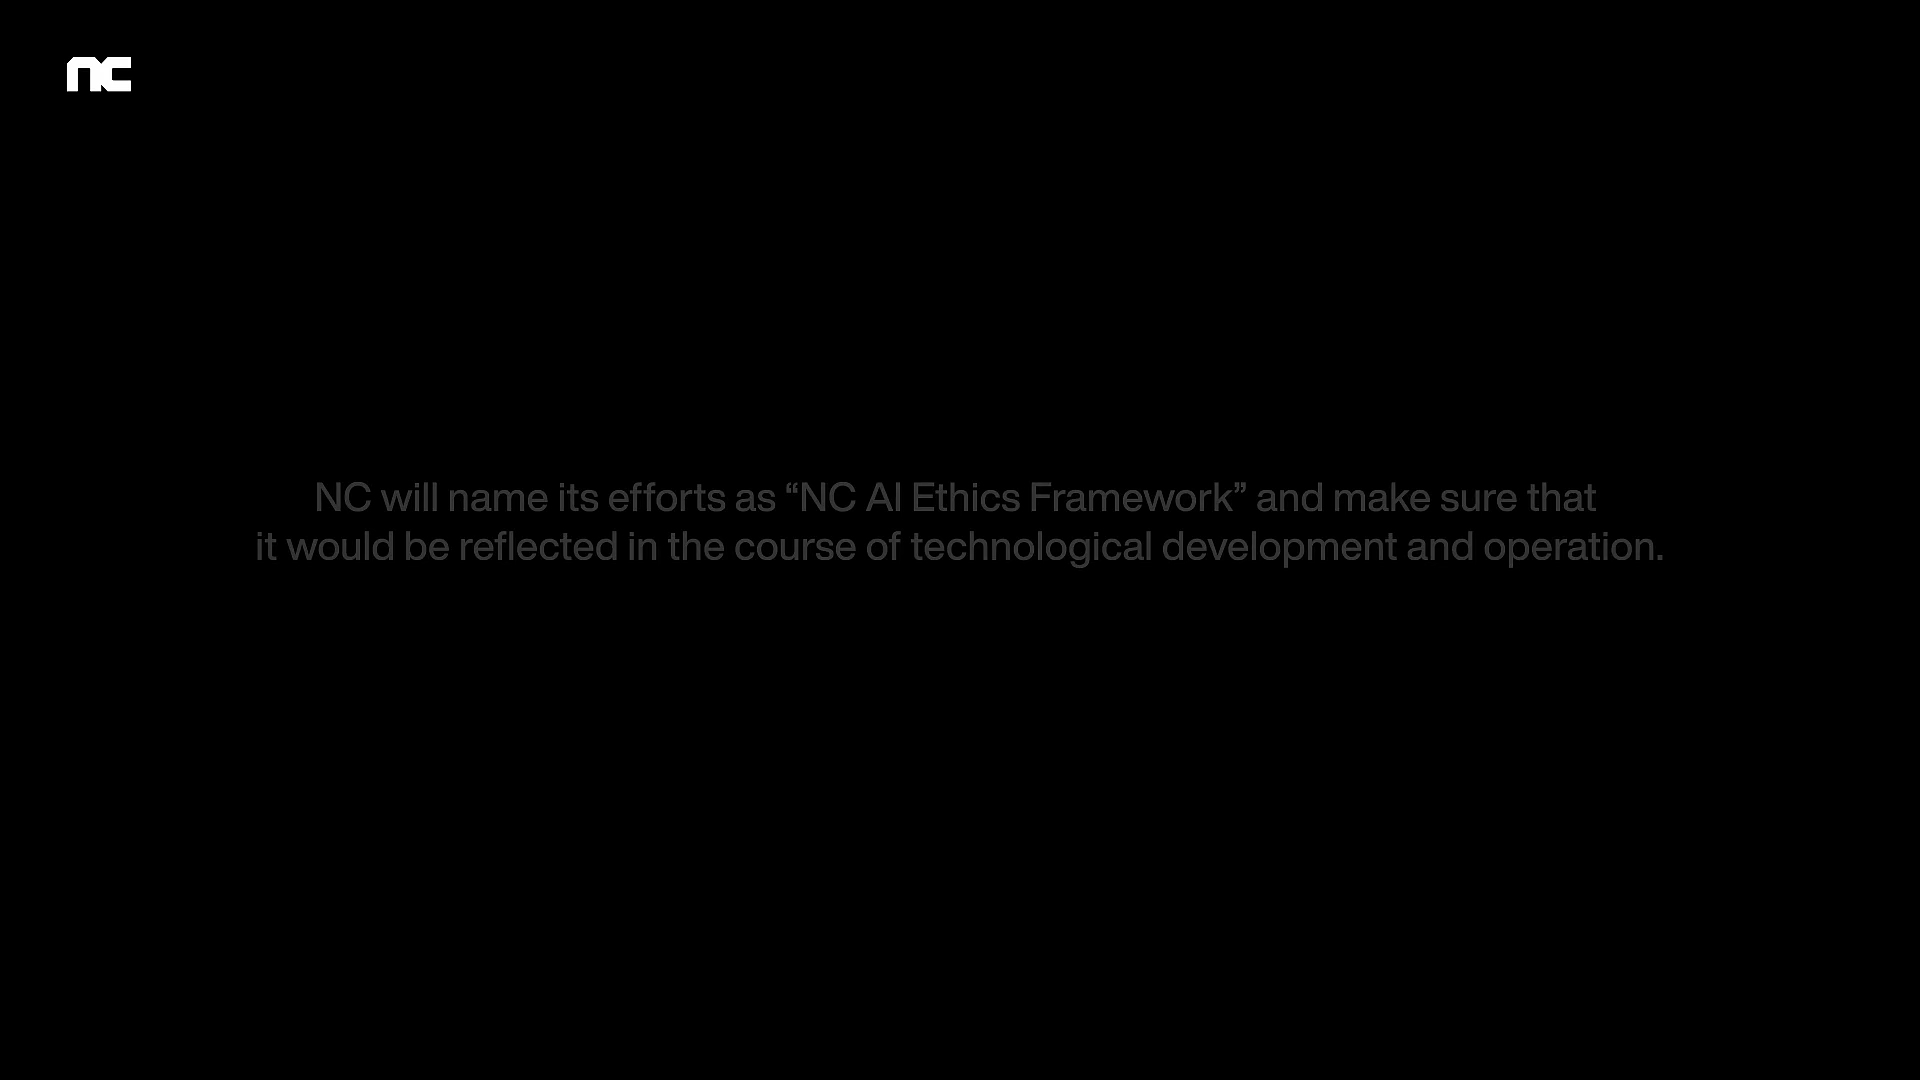 nc
NC will name its efforts as “NC AI Ethics Framework” and make sure that
it would be reflected in the course of technological development and operation.